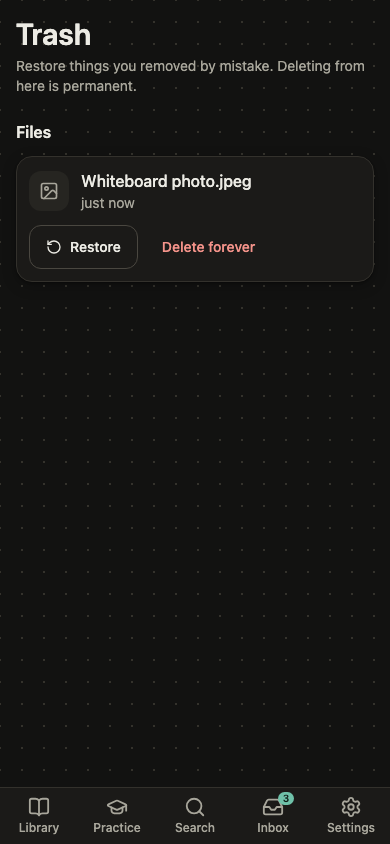 Trash
Restore things you removed by mistake. Deleting from
here is permanent.
Files
Whiteboard photo.jpeg
just now
Restore
Delete forever
3
Library
Practice
Search
Inbox
Settings